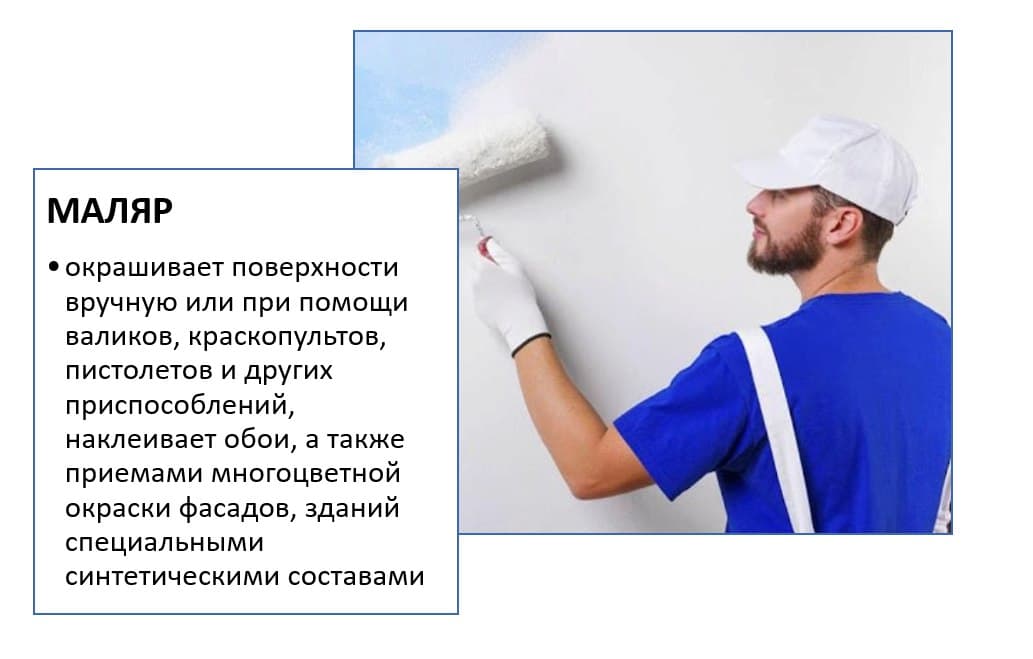 МАЛЯР
• окрашивает поверхности
вручную или при помощи
валиков, краскопультов,
пистолетов и других
приспособлений,
наклеивает обои, а также
приемами многоцветной
окраски фасадов, зданий
специальными
синтетическими составами